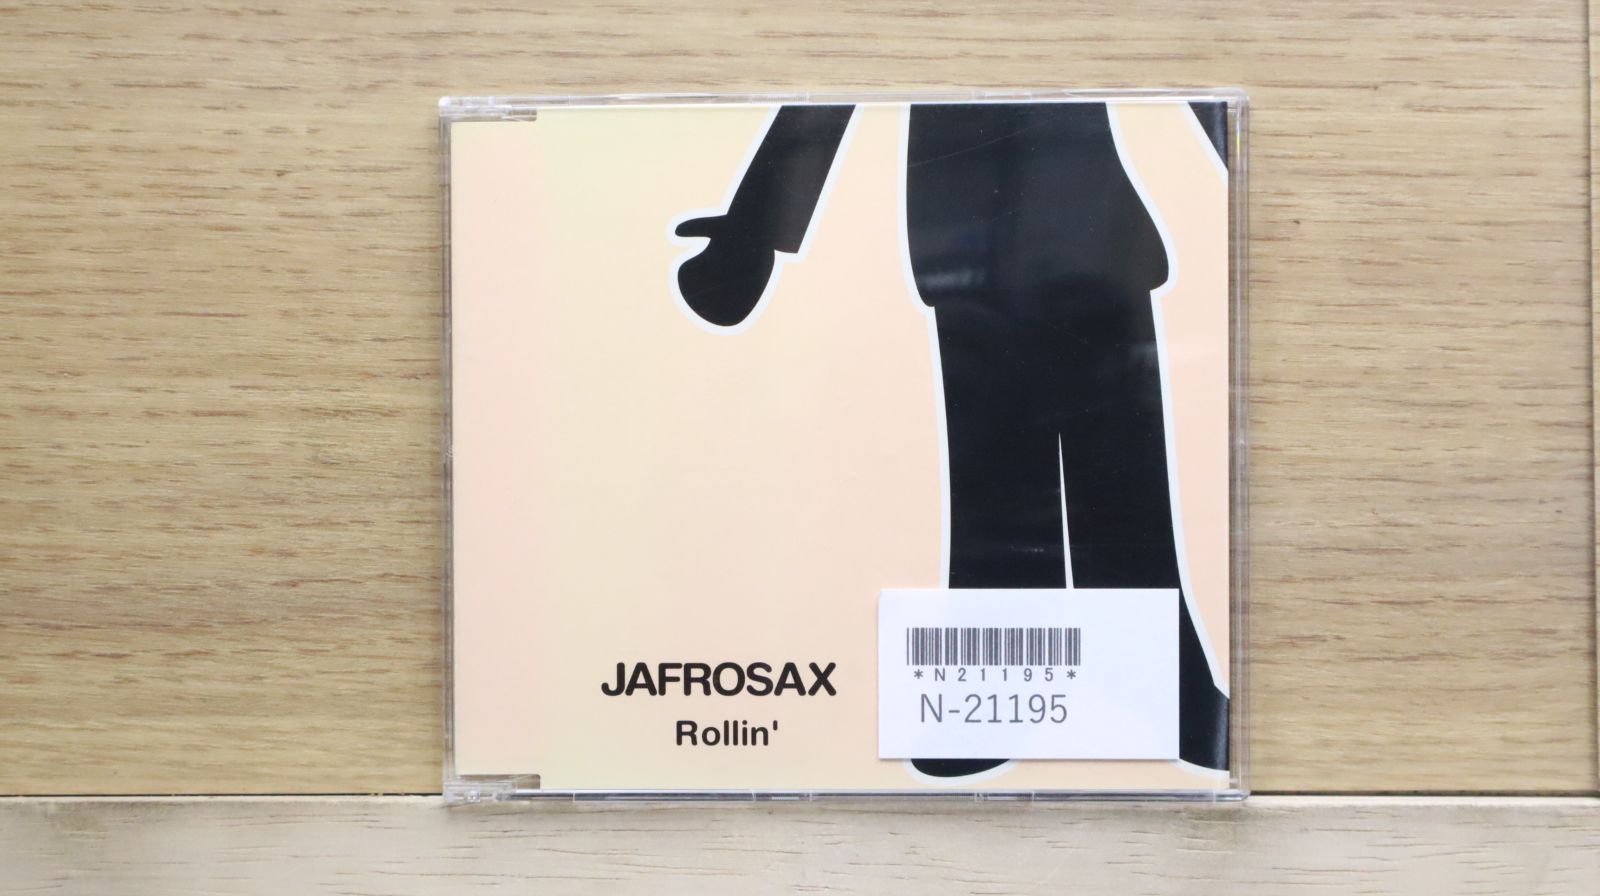 JAFROSAX
Rollin'
*N21195*
N-21195